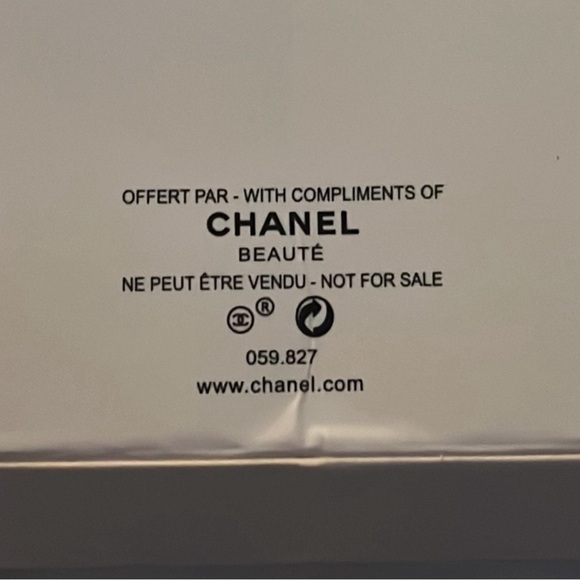 OFFERT PAR - WITH COMPLIMENTS OF
CHANEL
BEAUTÉ
NE PEUT ÊTRE VENDU - NOT FOR SALE
®
059.827
www.chanel.com